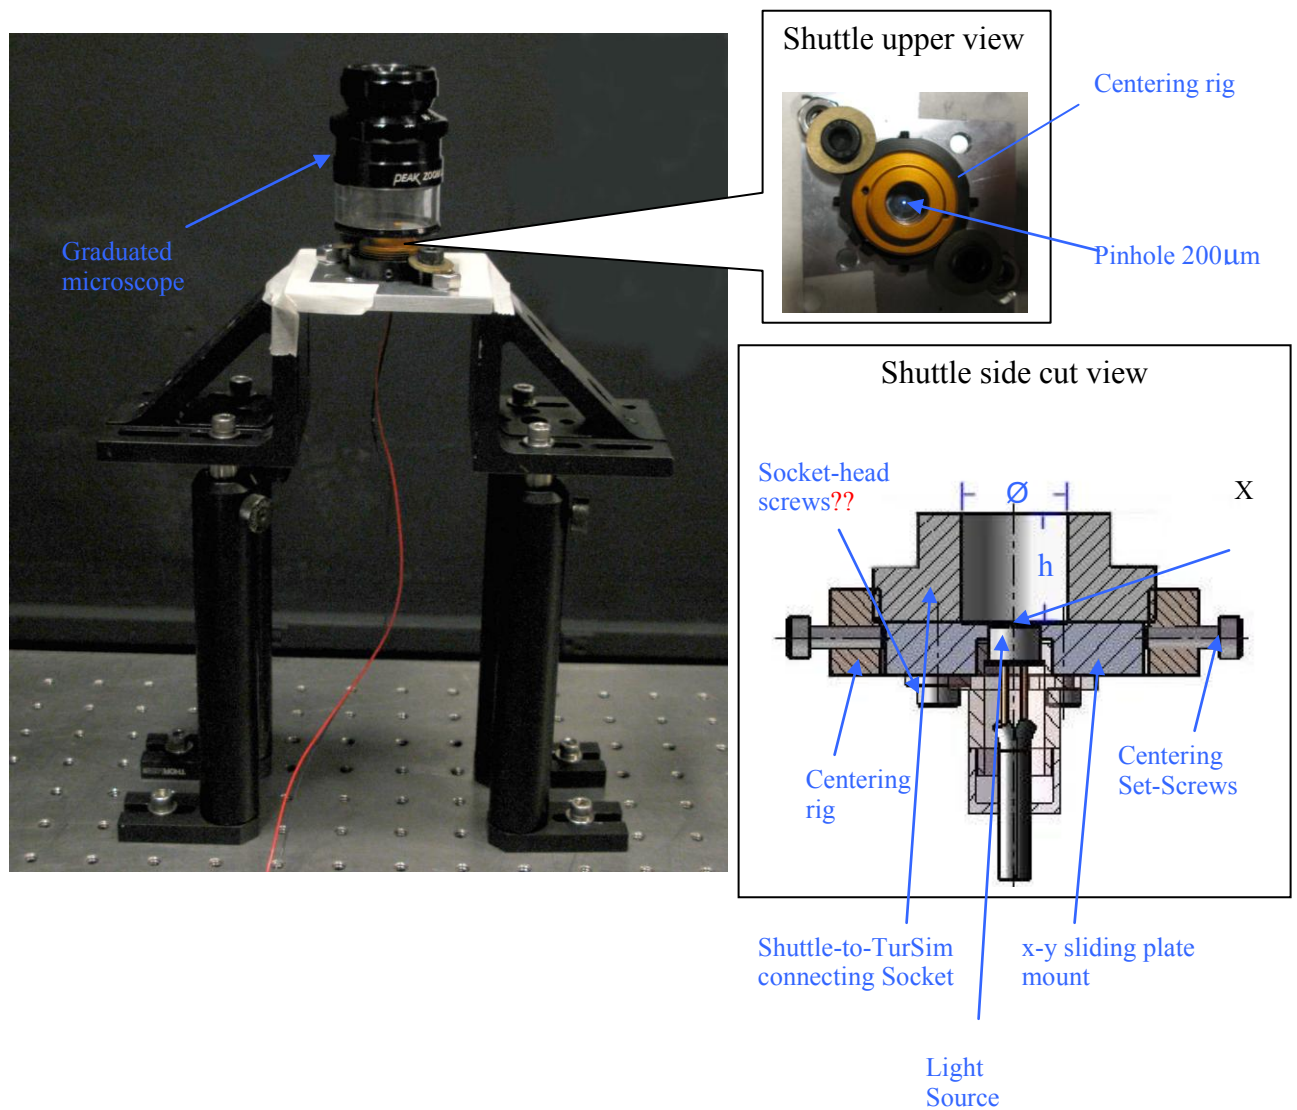 Shuttle upper view
Centering rig
Pinhole 200µm
Graduated
microscope
PEAK ZOOM
Shuttle side cut view
Socket-head
screws??
Ø
X
h
Centering
rig
Centering
Set-Screws
Shuttle-to-TurSim
connecting Socket
x-y sliding plate
mount
Light
Source